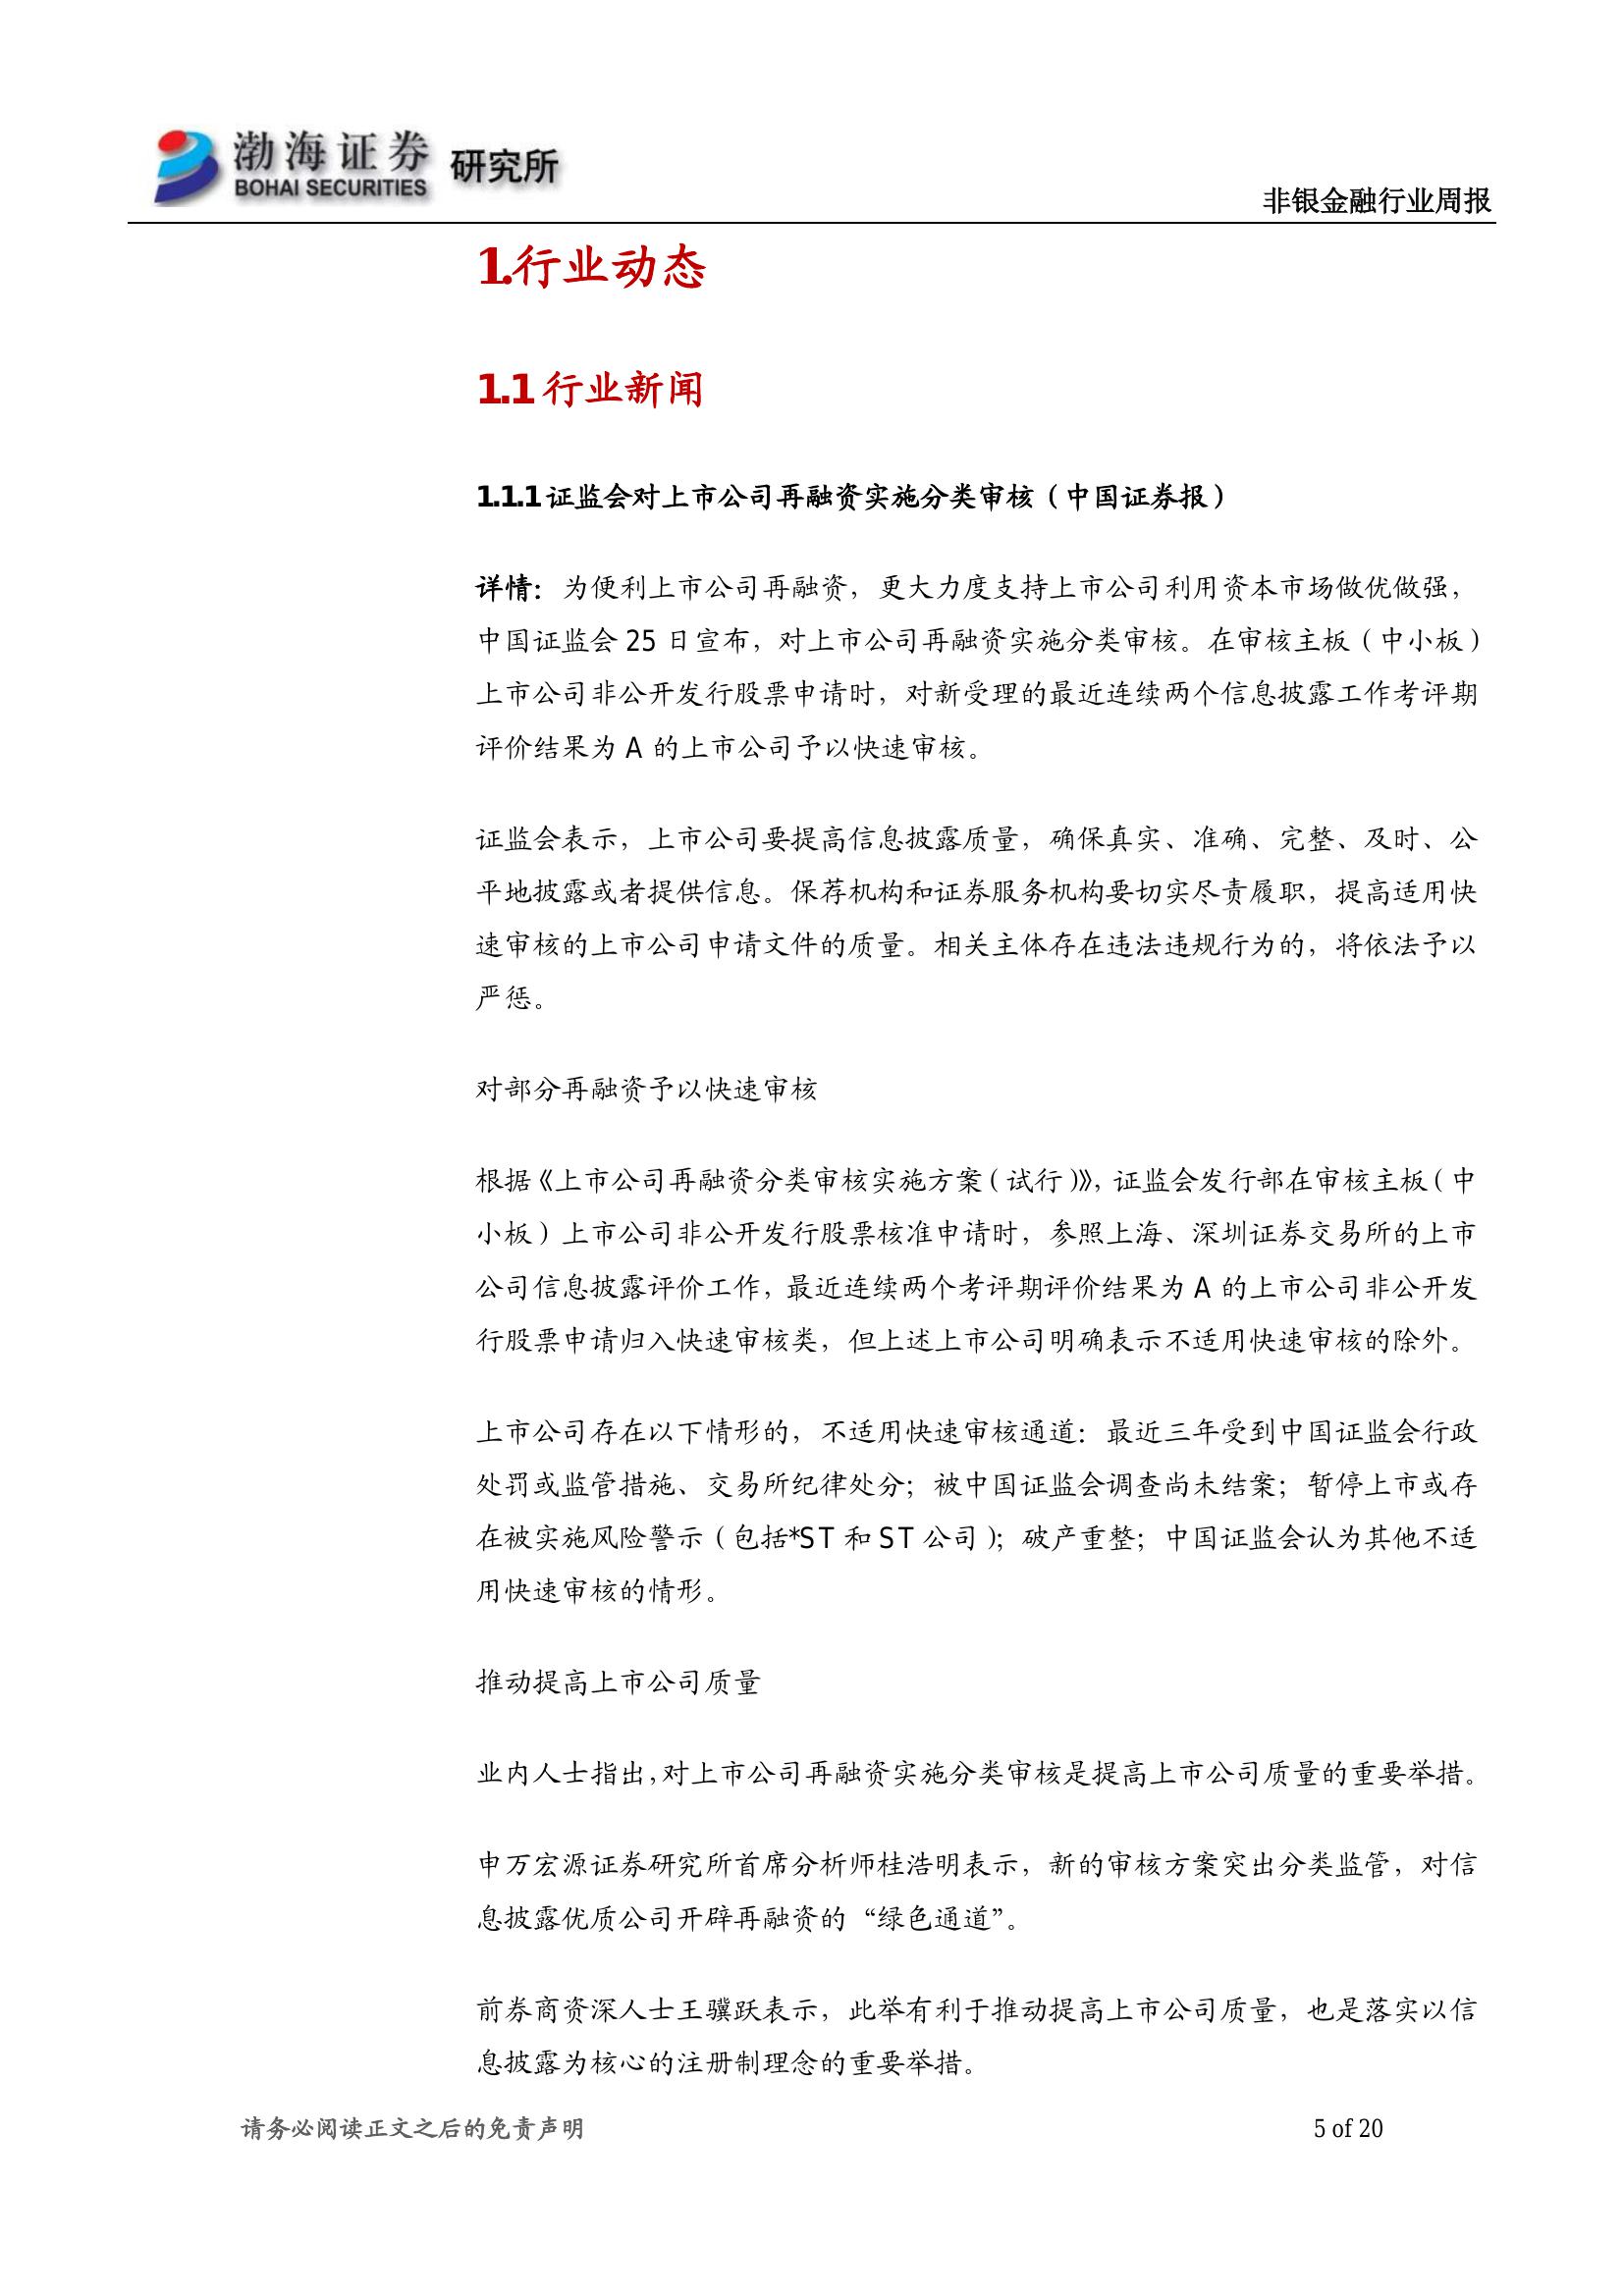 渤海证券 研究所
BOHAI SECURITIES
非银金融行业周报
1.行业动态
1.1 行业新闻
1.1.1 证监会对上市公司再融资实施分类审核（中国证券报）
详情：为便利上市公司再融资，更大力度支持上市公司利用资本市场做优做强，
中国证监会 25 日宣布，对上市公司再融资实施分类审核。在审核主板（中小板）
上市公司非公开发行股票申请时，对新受理的最近连续两个信息披露工作考评期
评价结果为 A 的上市公司予以快速审核。
证监会表示，上市公司要提高信息披露质量，确保真实、准确、完整、及时、公
平地披露或者提供信息。保荐机构和证券服务机构要切实尽责履职，提高适用快
速审核的上市公司申请文件的质量。相关主体存在违法违规行为的，将依法予以
严惩。
对部分再融资予以快速审核
根据《上市公司再融资分类审核实施方案（试行）》，证监会发行部在审核主板（中
小板）上市公司非公开发行股票核准申请时，参照上海、深圳证券交易所的上市
公司信息披露评价工作，最近连续两个考评期评价结果为 A 的上市公司非公开发
行股票申请归入快速审核类，但上述上市公司明确表示不适用快速审核的除外。
上市公司存在以下情形的，不适用快速审核通道：最近三年受到中国证监会行政
处罚或监管措施、交易所纪律处分；被中国证监会调查尚未结案；暂停上市或存
在被实施风险警示（包括*ST 和 ST 公司）；破产重整；中国证监会认为其他不适
用快速审核的情形。
推动提高上市公司质量
业内人士指出，对上市公司再融资实施分类审核是提高上市公司质量的重要举措。
申万宏源证券研究所首席分析师桂浩明表示，新的审核方案突出分类监管，对信
息披露优质公司开辟再融资的“绿色通道”。
前券商资深人士王骥跃表示，此举有利于推动提高上市公司质量，也是落实以信
息披露为核心的注册制理念的重要举措。
请务必阅读正文之后的免责声明
5 of 20